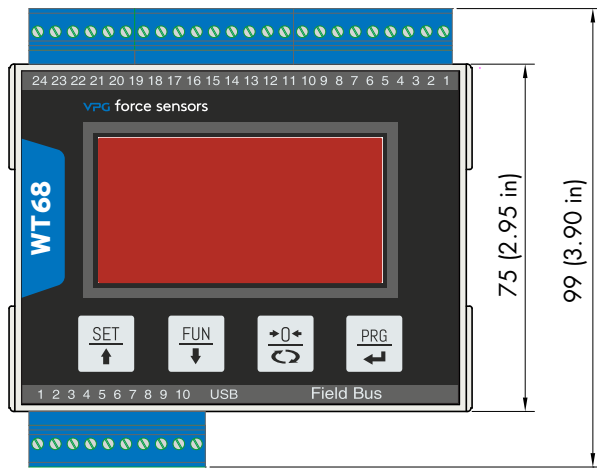 24 23 22 21 20 19 18 17 16 15 14 13 12 11 10 9 8 7 6 5 4 3 2 1
VPG force sensors
WT68
SET
FUN
0
PRG
1 2 3 4 5 6 7 8 9 10 USB Field Bus
75 (2.95 in)
99 (3.90 in)